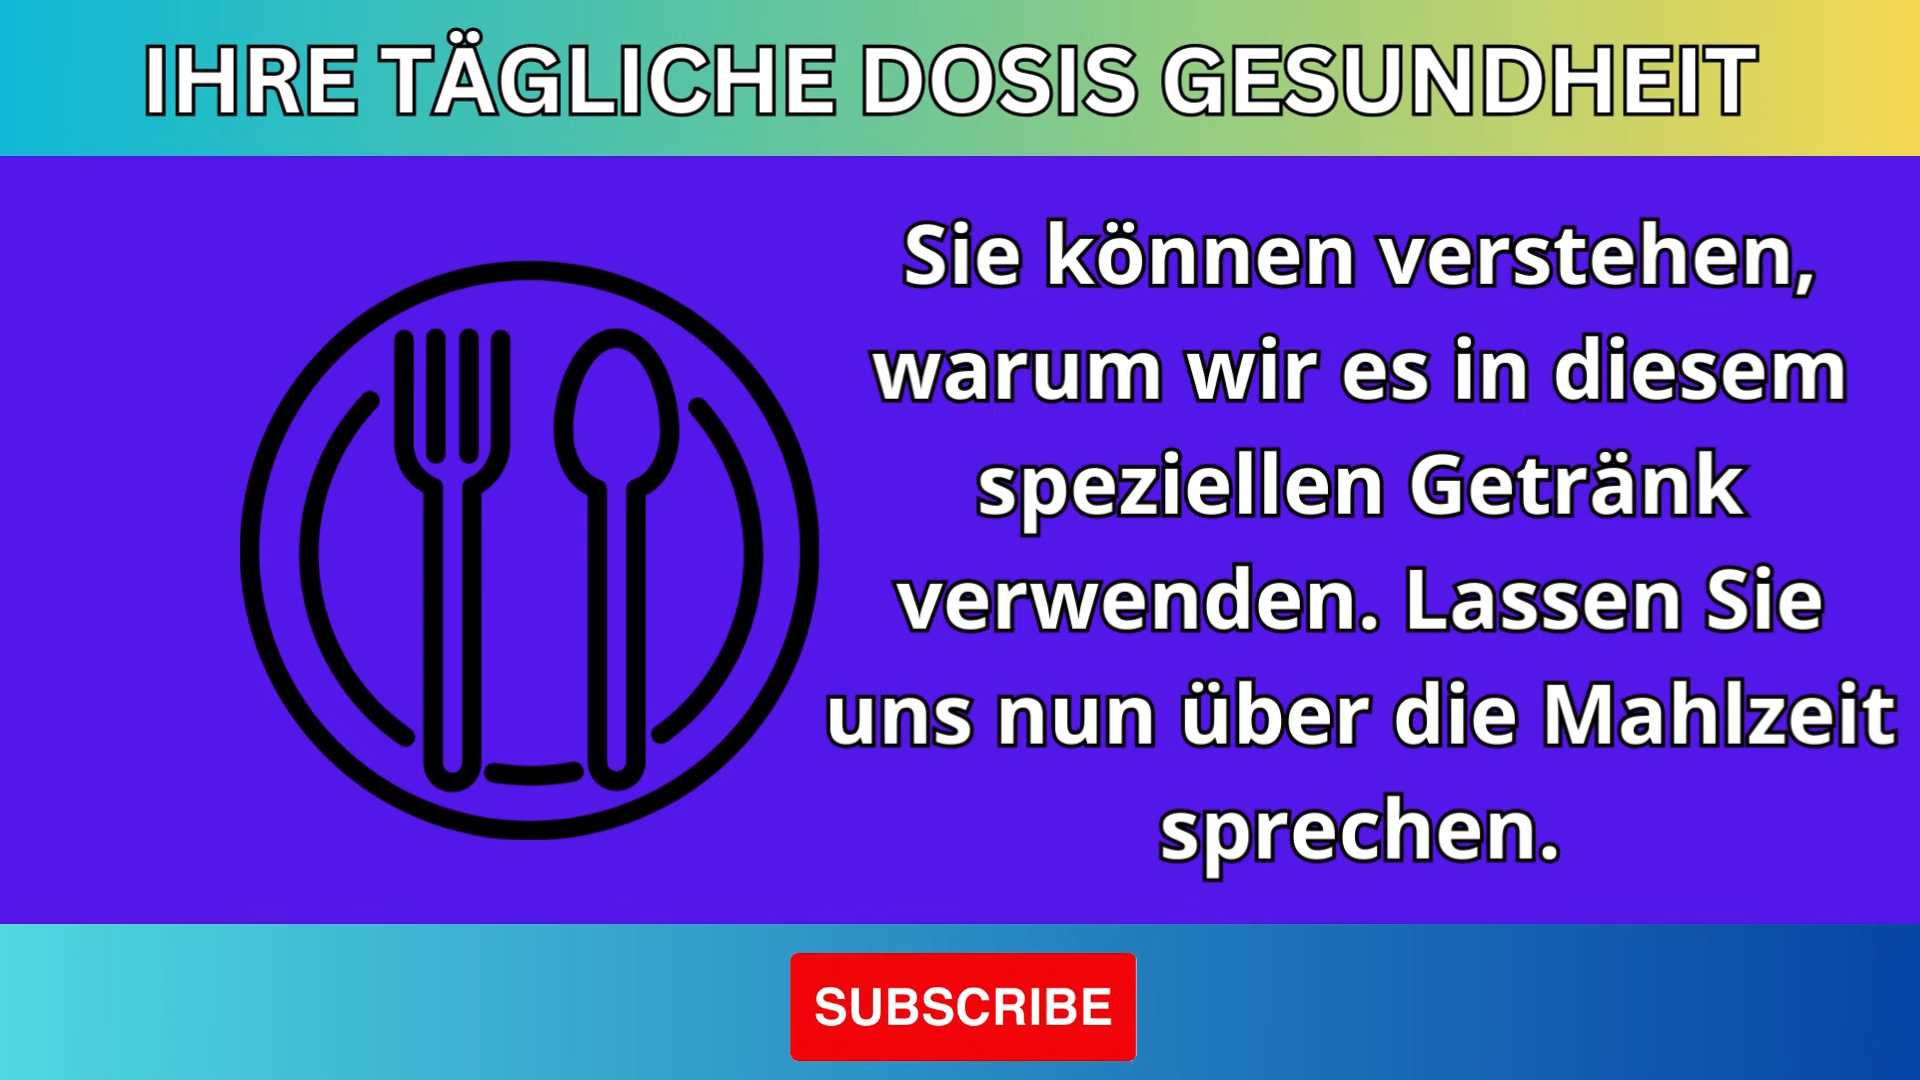 IHRE TÄGLICHE DOSIS GESUNDHEIT
Sie können verstehen,
warum wir es in diesem
speziellen Getränk
verwenden. Lassen Sie
uns nun über die Mahlzeit
sprechen.
SUBSCRIBE